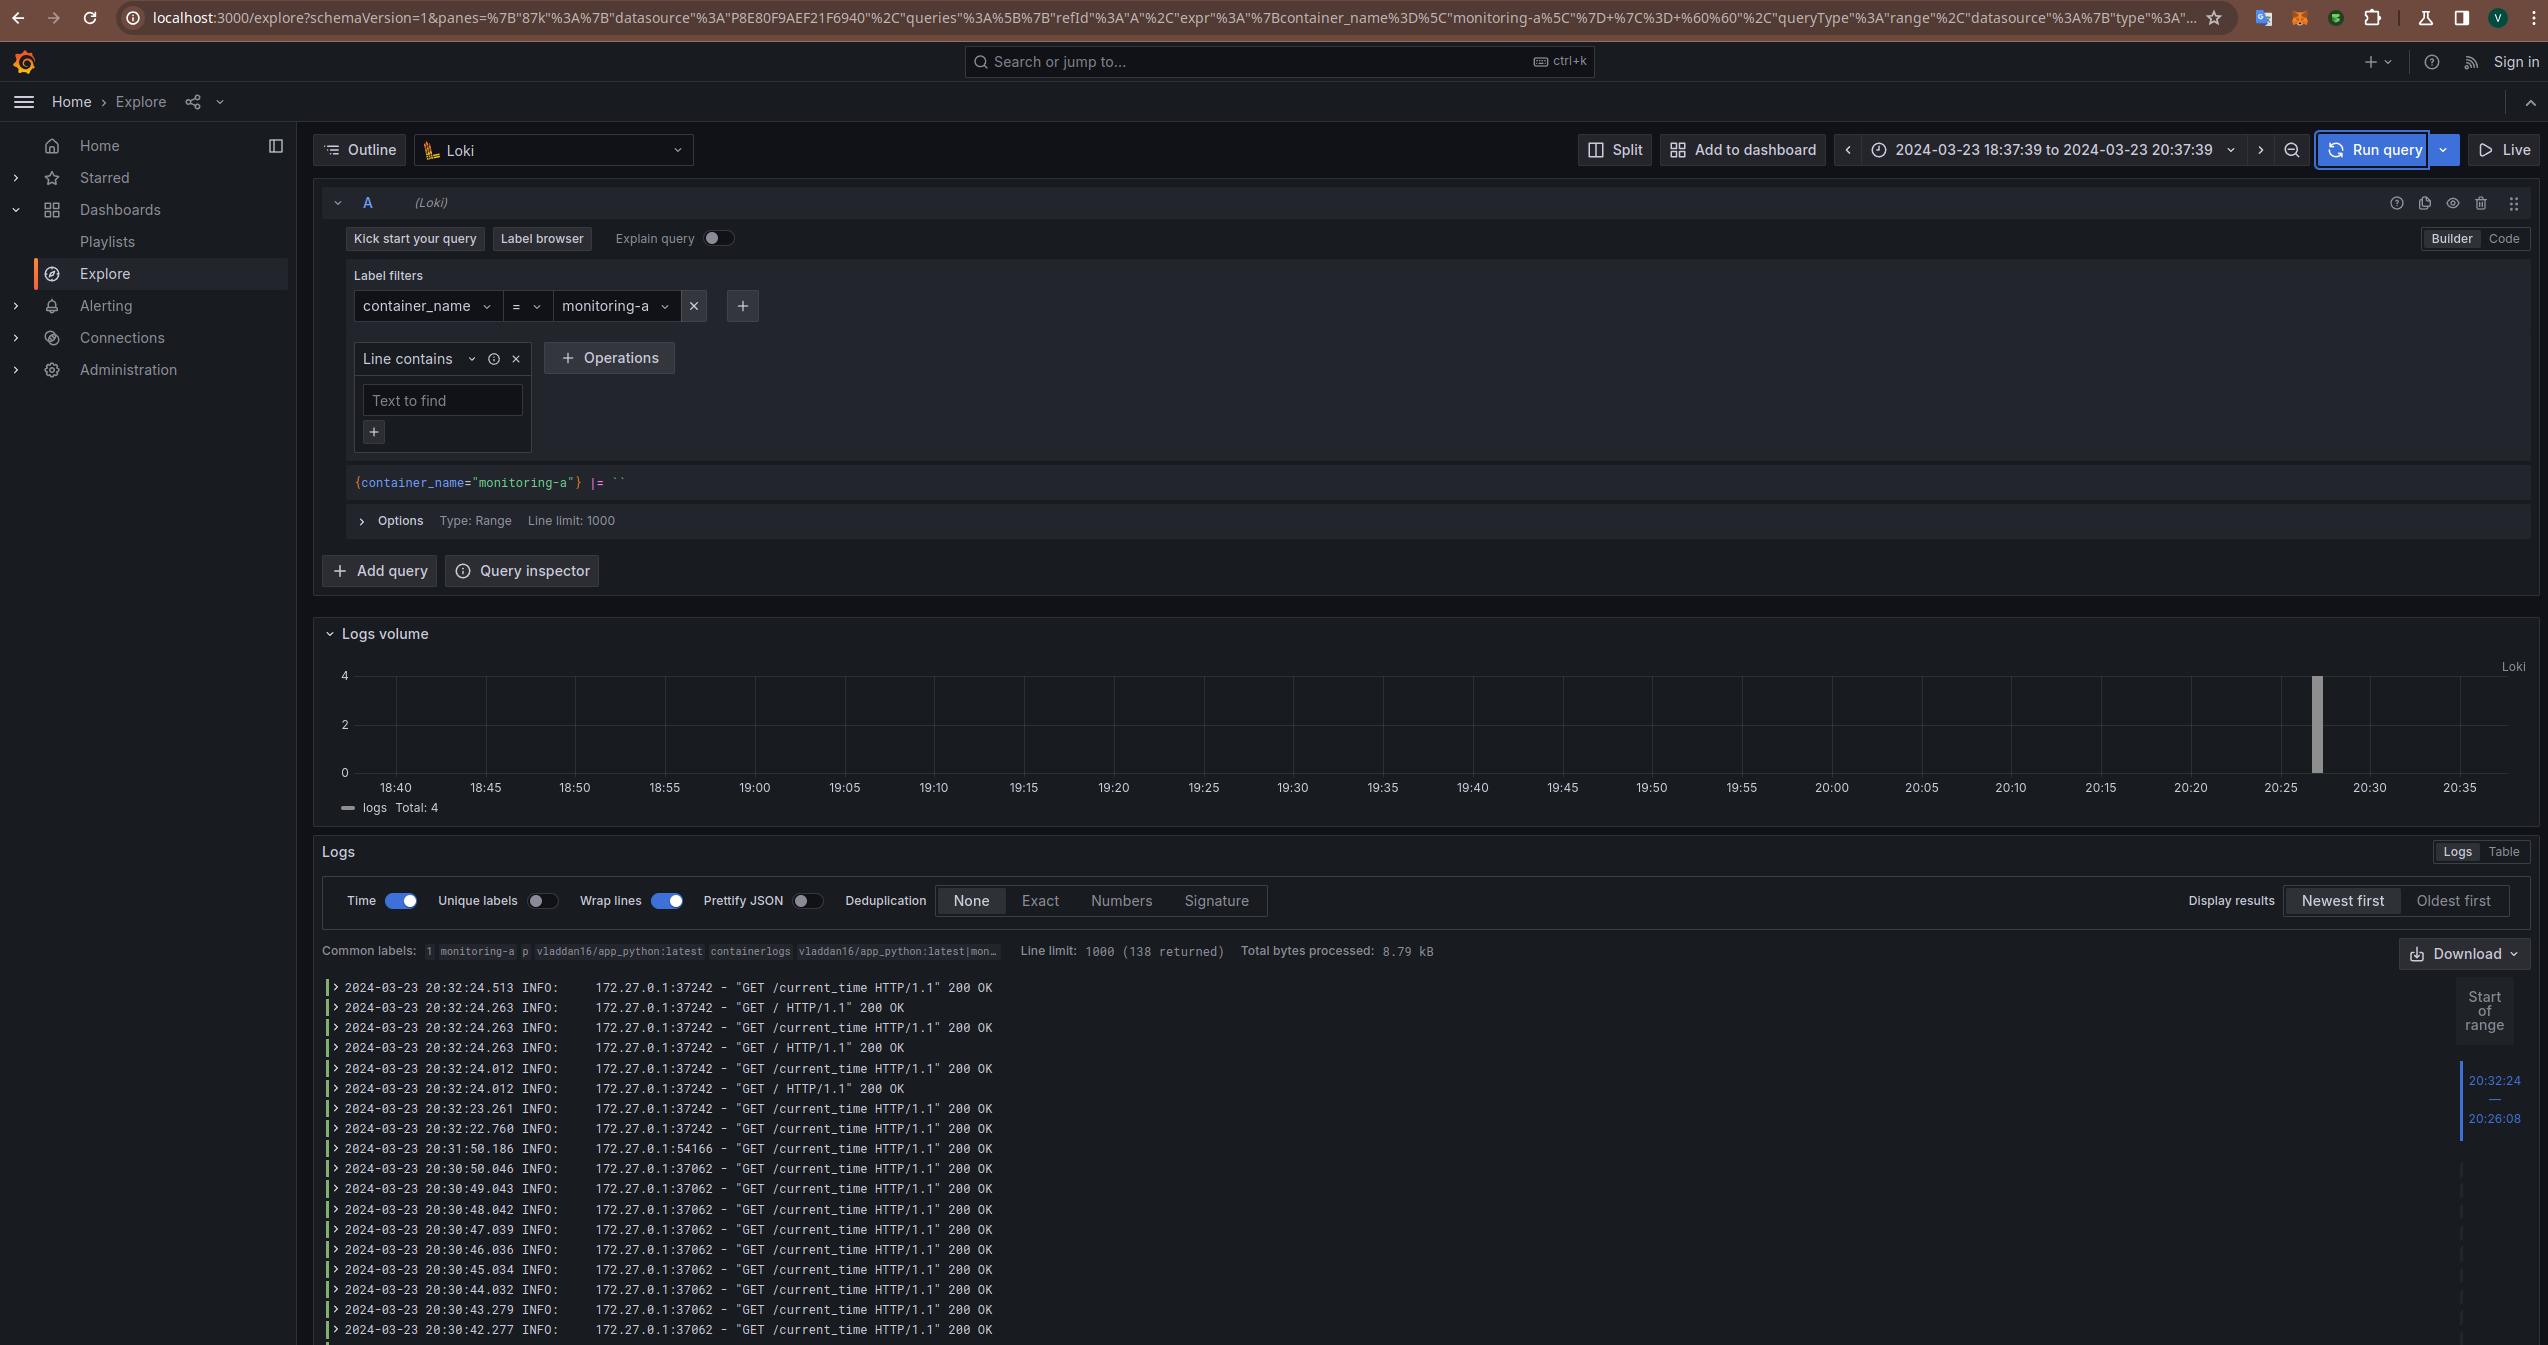 localhost:3000/explore?schemaVersion=1&panes=%7B"87k"%3A%7B"datasource"%3A"P8E80F9AEF21F6940"%2C"queries"%3A%5B%7B"refId"%3A"A"%2C"expr"%3A"%7Bcontainer_name%3D%5C"monitoring-a%5C"%7D+%7C%3D+%60%60"%2C"queryType"%3A"range"%2C"datasource"%3A%7B"type"%3A"...
V
Search or jump to... ctrl+k
Sign in
Home › Explore
Home
Starred
Dashboards
Playlists
Explore
Alerting
Connections
Administration
Outline Loki Split Add to dashboard 2024-03-23 18:37:39 to 2024-03-23 20:37:39 Run query Live
A (Loki)
Kick start your query Label browser Explain query Builder Code
Label filters
container_name = monitoring-a
Line contains + Operations
Text to find
+
{container_name="monitoring-a"} |= ``
Options Type: Range Line limit: 1000
+ Add query Query inspector
Logs volume
Loki
4
2
0
18:40 18:45 18:50 18:55 19:00 19:05 19:10 19:15 19:20 19:25 19:30 19:35 19:40 19:45 19:50 19:55 20:00 20:05 20:10 20:15 20:20 20:25 20:30 20:35
logs Total: 4
Logs Logs Table
Time Unique labels Wrap lines Prettify JSON Deduplication None Exact Numbers Signature Display results Newest first Oldest first
Common labels: 1 monitoring-a p vladdan16/app_python:latest containerlogs vladdan16/app_python:latest|mon... Line limit: 1000 (138 returned) Total bytes processed: 8.79 kB
Download
2024-03-23 20:32:24.513 INFO: 172.27.0.1:37242 - "GET /current_time HTTP/1.1" 200 OK
2024-03-23 20:32:24.263 INFO: 172.27.0.1:37242 - "GET / HTTP/1.1" 200 OK
2024-03-23 20:32:24.263 INFO: 172.27.0.1:37242 - "GET /current_time HTTP/1.1" 200 OK
2024-03-23 20:32:24.263 INFO: 172.27.0.1:37242 - "GET / HTTP/1.1" 200 OK
2024-03-23 20:32:24.012 INFO: 172.27.0.1:37242 - "GET /current_time HTTP/1.1" 200 OK
2024-03-23 20:32:24.012 INFO: 172.27.0.1:37242 - "GET / HTTP/1.1" 200 OK
2024-03-23 20:32:23.261 INFO: 172.27.0.1:37242 - "GET /current_time HTTP/1.1" 200 OK
2024-03-23 20:32:22.760 INFO: 172.27.0.1:37242 - "GET /current_time HTTP/1.1" 200 OK
2024-03-23 20:31:50.186 INFO: 172.27.0.1:54166 - "GET /current_time HTTP/1.1" 200 OK
2024-03-23 20:30:50.046 INFO: 172.27.0.1:37062 - "GET /current_time HTTP/1.1" 200 OK
2024-03-23 20:30:49.043 INFO: 172.27.0.1:37062 - "GET /current_time HTTP/1.1" 200 OK
2024-03-23 20:30:48.042 INFO: 172.27.0.1:37062 - "GET /current_time HTTP/1.1" 200 OK
2024-03-23 20:30:47.039 INFO: 172.27.0.1:37062 - "GET /current_time HTTP/1.1" 200 OK
2024-03-23 20:30:46.036 INFO: 172.27.0.1:37062 - "GET /current_time HTTP/1.1" 200 OK
2024-03-23 20:30:45.034 INFO: 172.27.0.1:37062 - "GET /current_time HTTP/1.1" 200 OK
2024-03-23 20:30:44.032 INFO: 172.27.0.1:37062 - "GET /current_time HTTP/1.1" 200 OK
2024-03-23 20:30:43.279 INFO: 172.27.0.1:37062 - "GET /current_time HTTP/1.1" 200 OK
2024-03-23 20:30:42.277 INFO: 172.27.0.1:37062 - "GET /current_time HTTP/1.1" 200 OK
Start
of
range
20:32:24
—
20:26:08